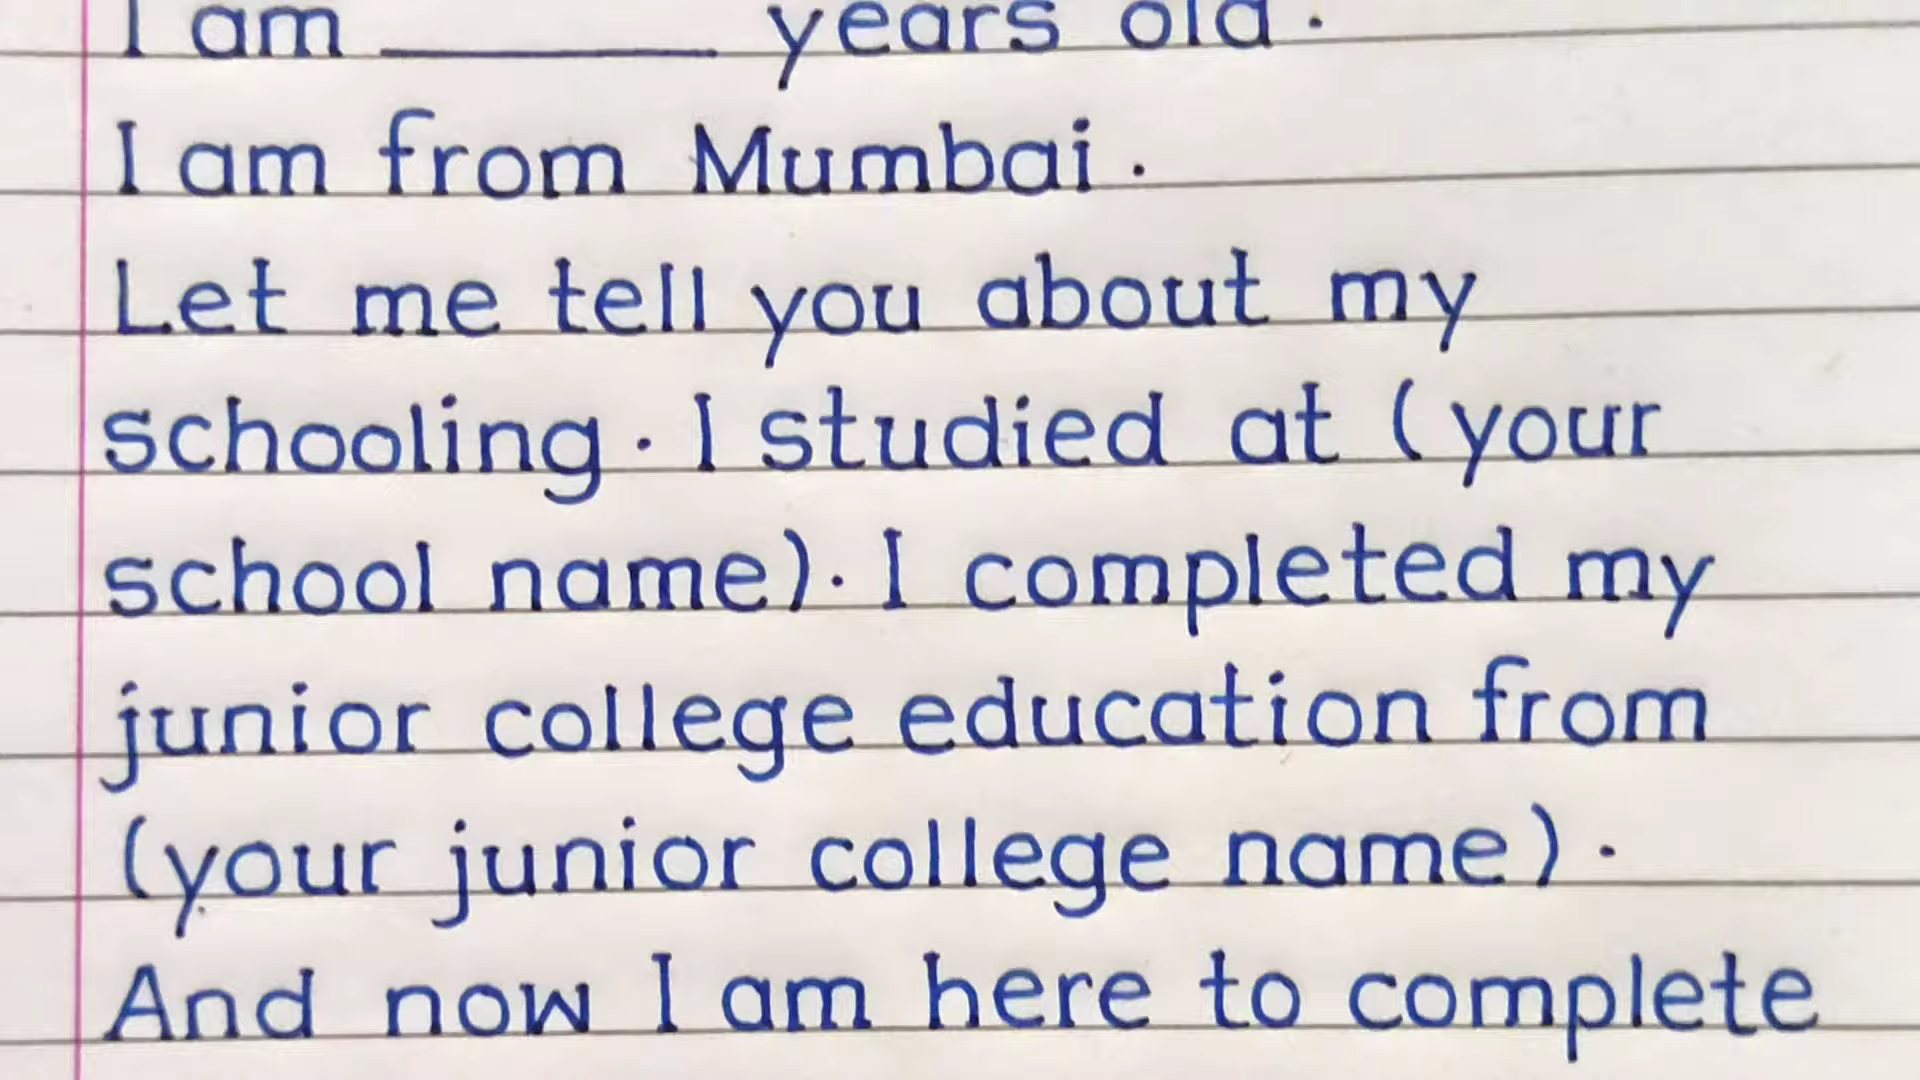 I am ________ years old.
I am from Mumbai.
Let me tell you about my
schooling. I studied at (your
school name). I completed my
junior college education from
(your junior college name).
And now I am here to complete